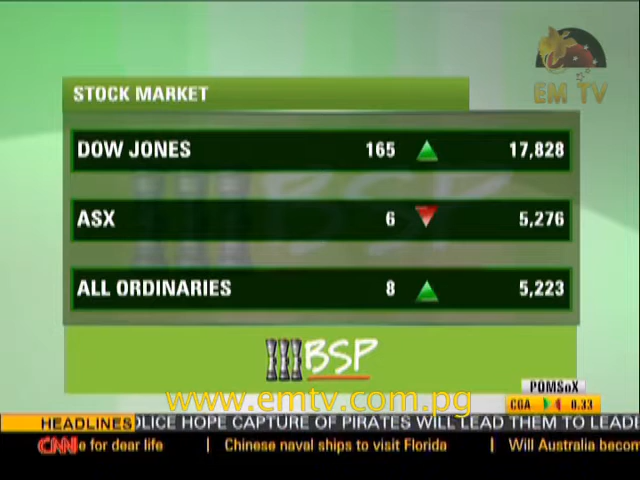 EM TV
STOCK MARKET
DOW JONES 165 17,828
ASX 6 5,276
ALL ORDINARIES 8 5,223
BSP
POMSoX
www.emtv.com.pg
CGA 0.33
HEADLINES OLICE HOPE CAPTURE OF PIRATES WILL LEAD THEM TO LEADE
CNN e for dear life | Chinese naval ships to visit Florida | Will Australia becom